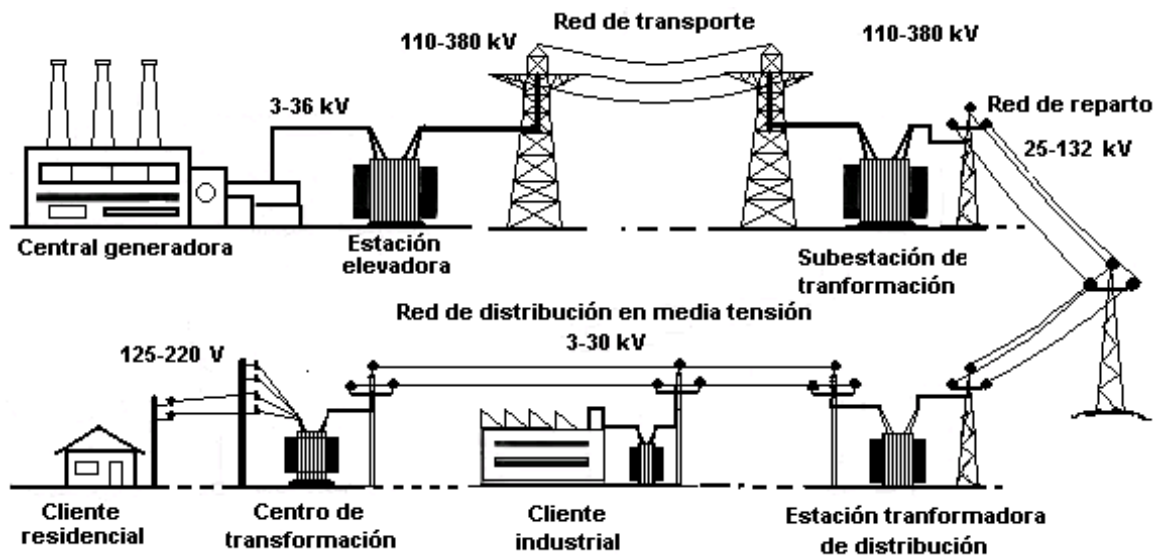 Red de transporte
110-380 kV
110-380 kV
3-36 kV
Red de reparto
25-132 kV
Central generadora
Estación
elevadora
Subestación de
tranformación
Red de distribución en media tensión
3-30 kV
125-220 V
Cliente
residencial
Centro de
transformación
Cliente
industrial
Estación tranformadora
de distribución